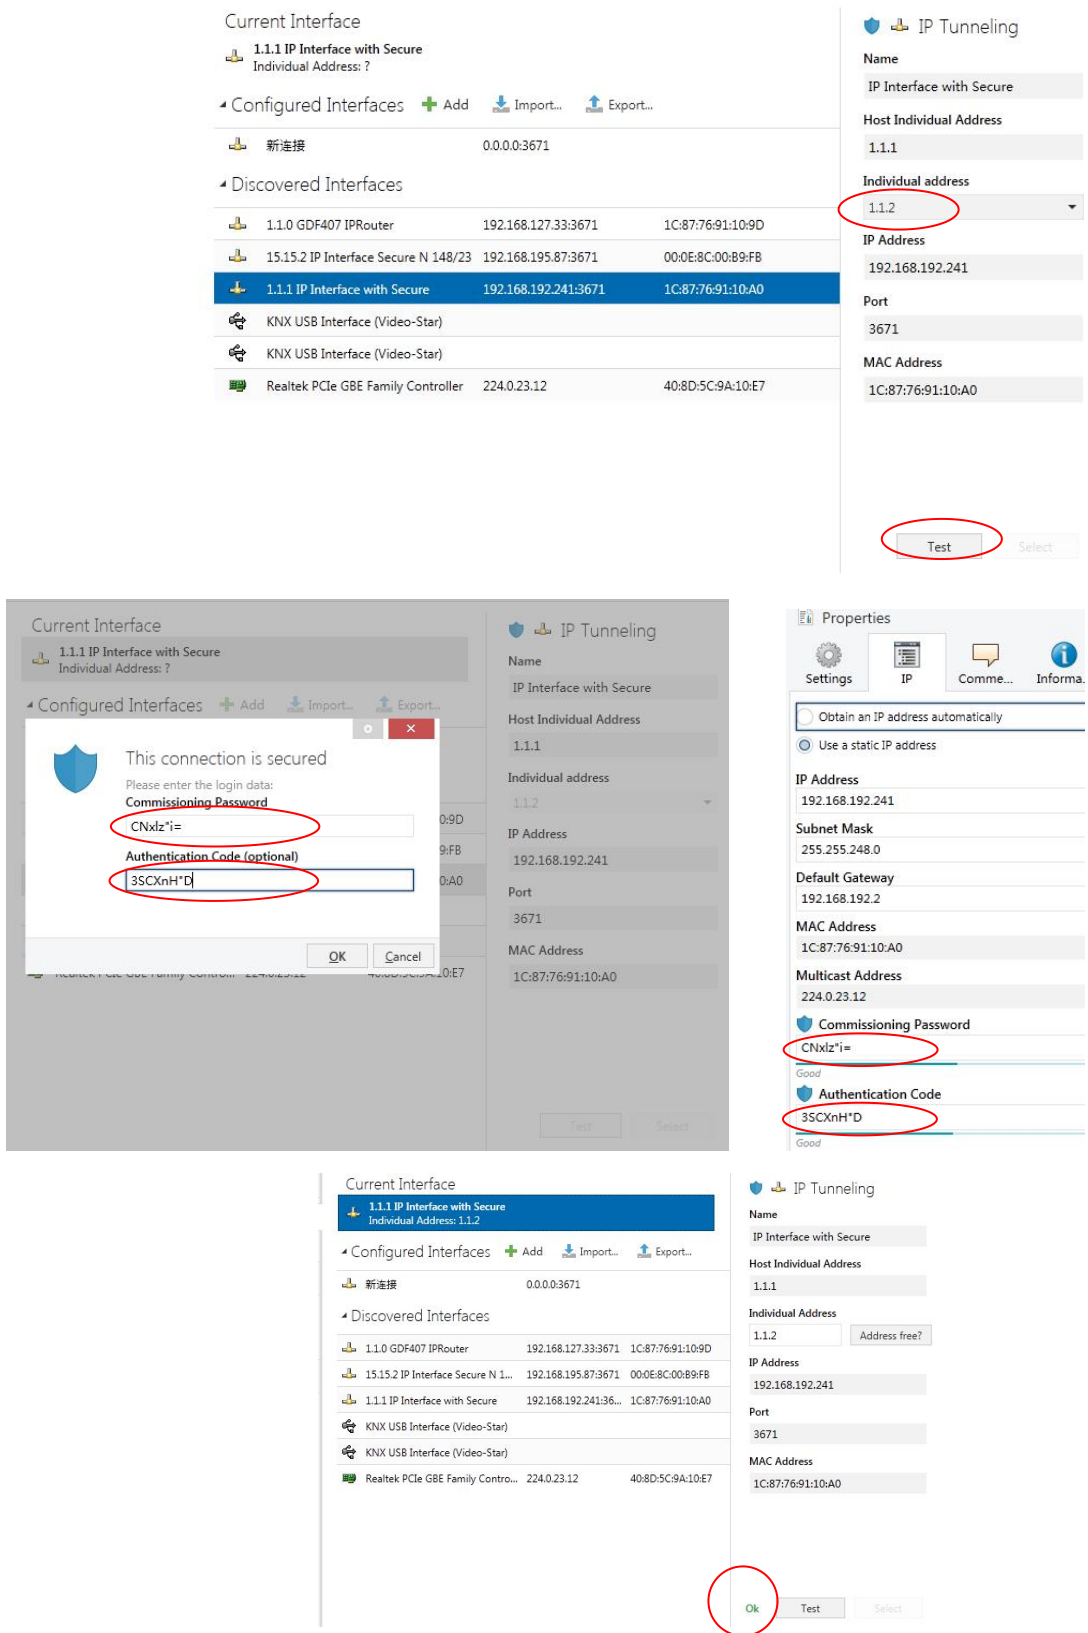 Current Interface
1.1.1 IP Interface with Secure
Individual Address: ?
Configured Interfaces Add Import... Export...
新连接 0.0.0.0:3671
Discovered Interfaces
1.1.0 GDF407 IPRouter 192.168.127.33:3671 1C:87:76:91:10:9D
15.15.2 IP Interface Secure N 148/23 192.168.195.87:3671 00:0E:8C:00:B9:FB
1.1.1 IP Interface with Secure 192.168.192.241:3671 1C:87:76:91:10:A0
KNX USB Interface (Video-Star)
KNX USB Interface (Video-Star)
Realtek PCIe GBE Family Controller 224.0.23.12 40:8D:5C:9A:10:E7
IP Tunneling
Name
IP Interface with Secure
Host Individual Address
1.1.1
Individual address
1.1.2
IP Address
192.168.192.241
Port
3671
MAC Address
1C:87:76:91:10:A0
Test Select
Current Interface
1.1.1 IP Interface with Secure
Individual Address: ?
Configured Interfaces Add Import... Export...
This connection is secured
Please enter the login data:
Commissioning Password
CNxlz"i=
Authentication Code (optional)
3SCXnH*D
OK Cancel
0:9D
9:FB
0:A0
Realtek PCIe GBE Family Contro... 224.0.23.12 40:8D:5C:9A:10:E7
IP Tunneling
Name
IP Interface with Secure
Host Individual Address
1.1.1
Individual address
1.1.2
IP Address
192.168.192.241
Port
3671
MAC Address
1C:87:76:91:10:A0
Test Select
Properties
Settings IP Comme... Informa.
Obtain an IP address automatically
Use a static IP address
IP Address
192.168.192.241
Subnet Mask
255.255.248.0
Default Gateway
192.168.192.2
MAC Address
1C:87:76:91:10:A0
Multicast Address
224.0.23.12
Commissioning Password
CNxlz"i=
Good
Authentication Code
3SCXnH*D
Good
Current Interface
1.1.1 IP Interface with Secure
Individual Address: 1.1.2
Configured Interfaces Add Import... Export...
新连接 0.0.0.0:3671
Discovered Interfaces
1.1.0 GDF407 IPRouter 192.168.127.33:3671 1C:87:76:91:10:9D
15.15.2 IP Interface Secure N 1... 192.168.195.87:3671 00:0E:8C:00:B9:FB
1.1.1 IP Interface with Secure 192.168.192.241:36... 1C:87:76:91:10:A0
KNX USB Interface (Video-Star)
KNX USB Interface (Video-Star)
Realtek PCIe GBE Family Contro... 224.0.23.12 40:8D:5C:9A:10:E7
IP Tunneling
Name
IP Interface with Secure
Host Individual Address
1.1.1
Individual Address
1.1.2 Address free?
IP Address
192.168.192.241
Port
3671
MAC Address
1C:87:76:91:10:A0
Ok Test Select